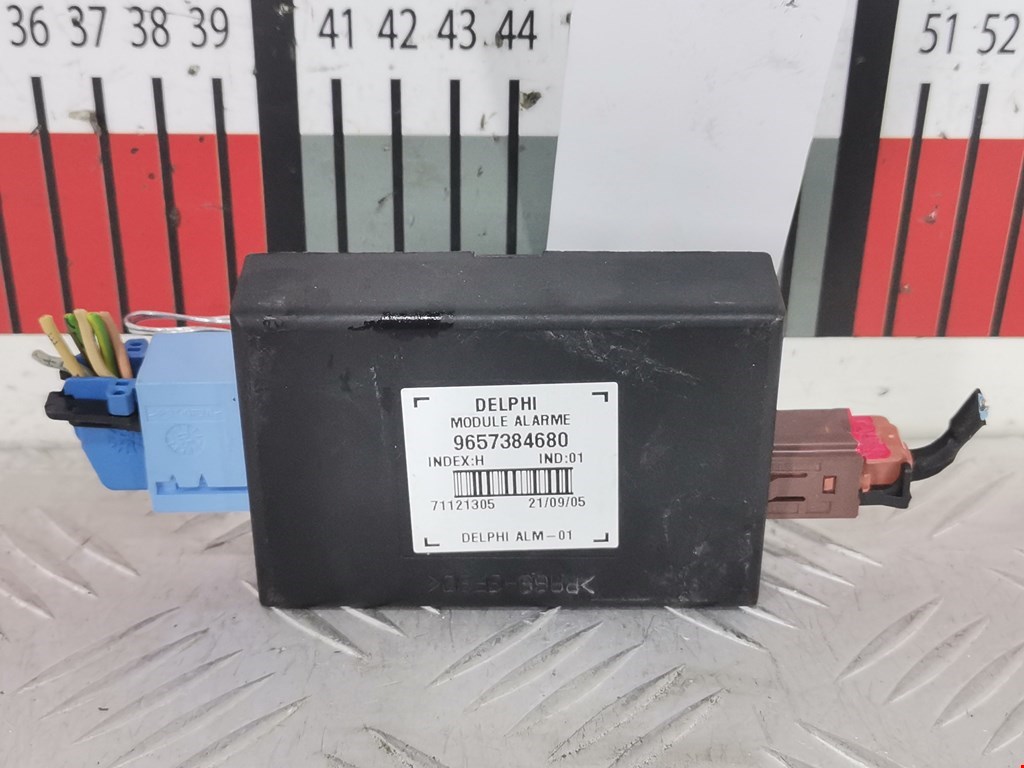 36 37 38 39 41 42 43 44 51 52
DELPHI
MODULE ALARME
9657384680
INDEX:H IND:01
71121305 21/09/05
DELPHI ALM-01